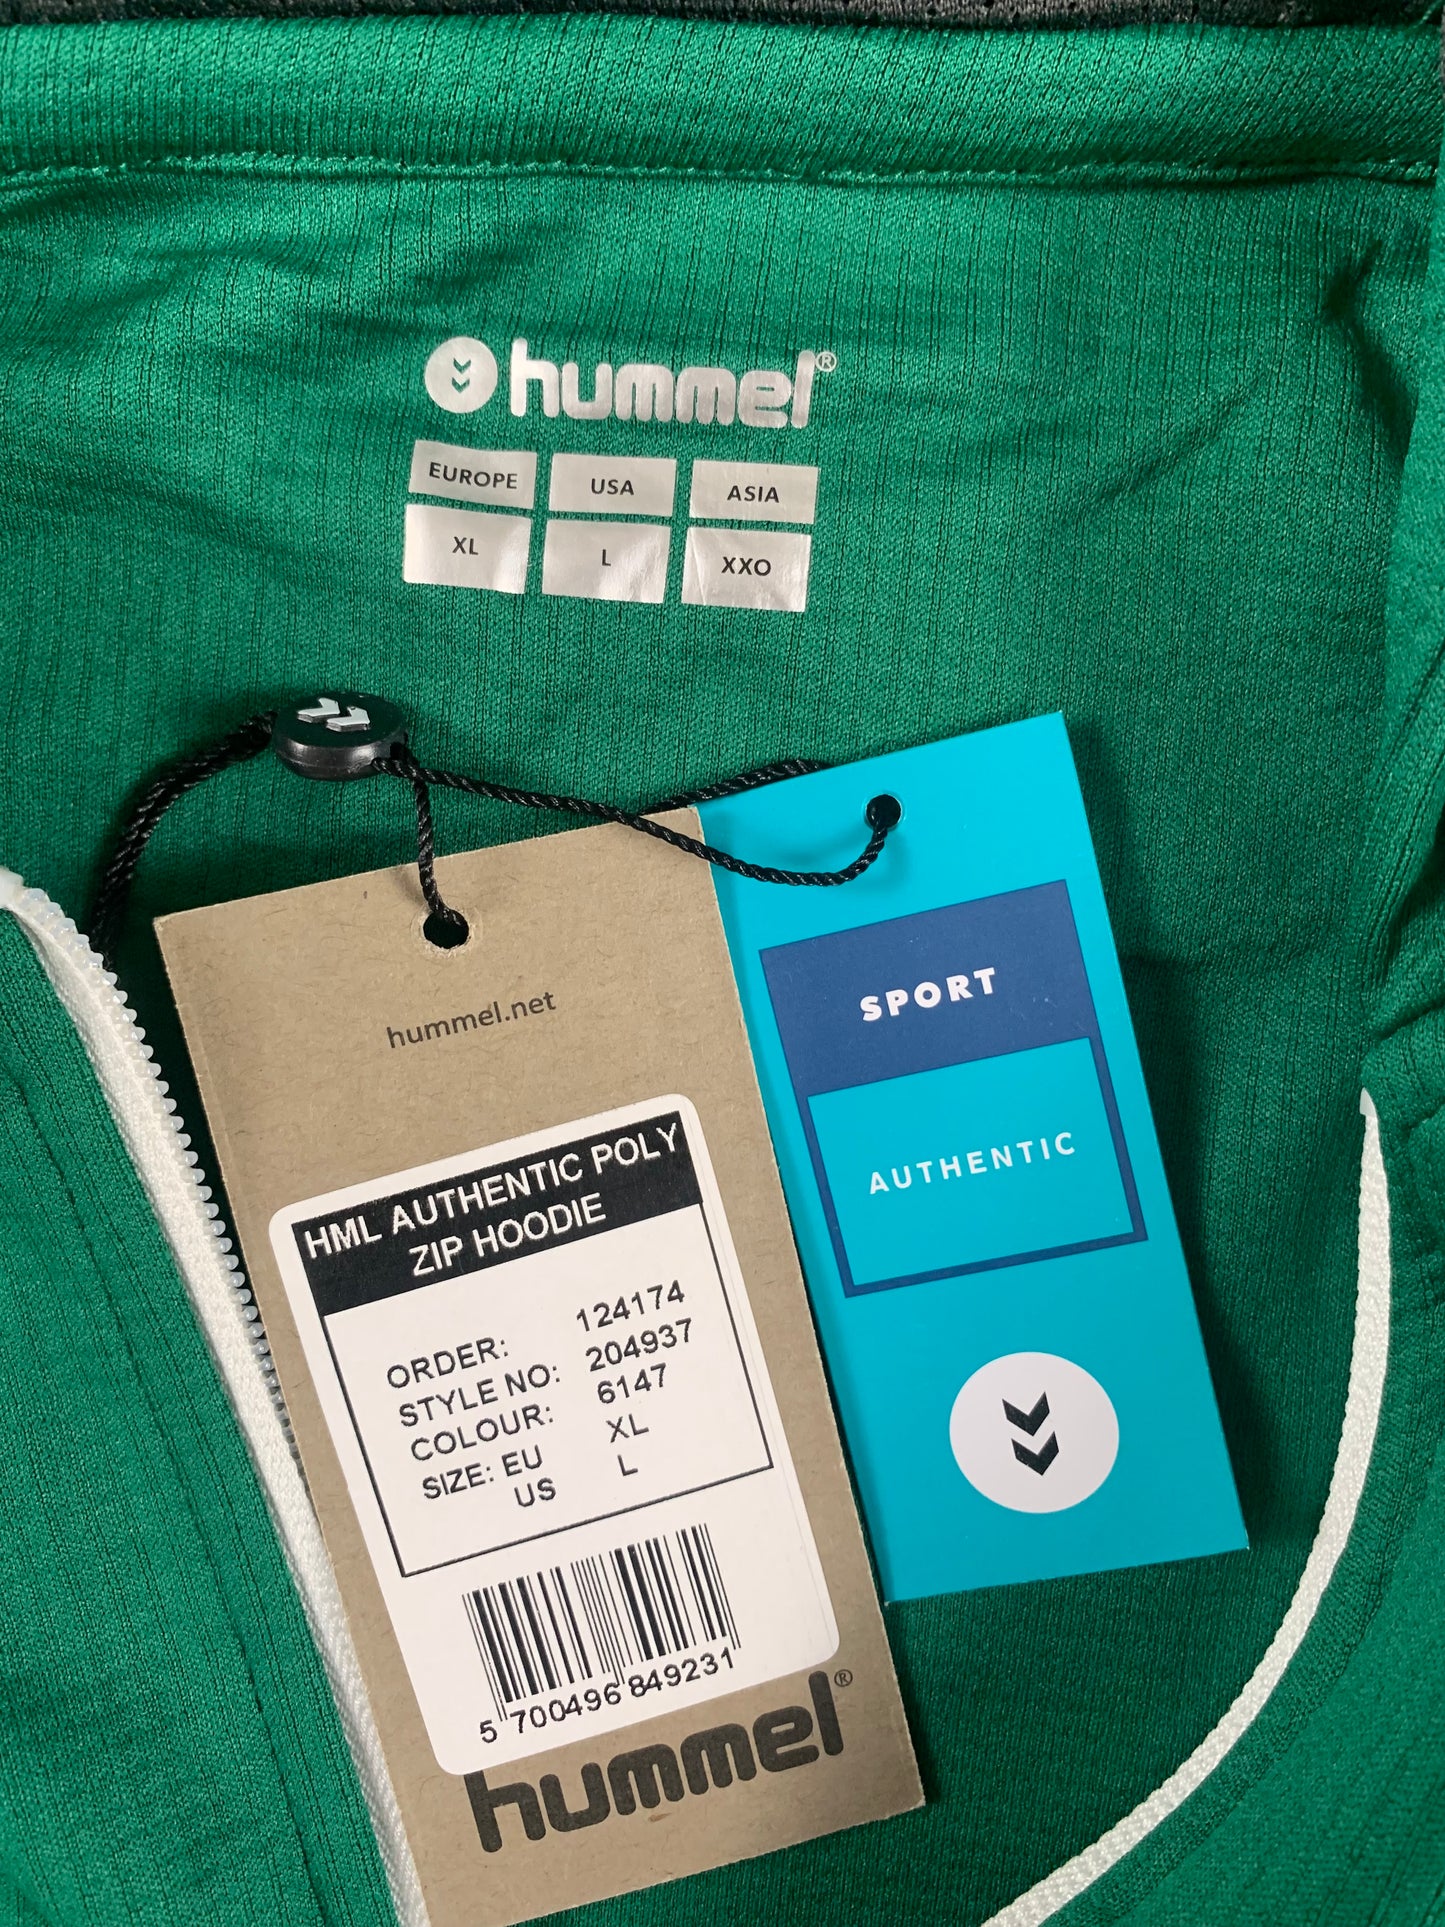 hummel®
EUROPE USA ASIA
XL L XXO
hummel.net
HML AUTHENTIC POLY
ZIP HOODIE
ORDER: 124174
STYLE NO: 204937
COLOUR: 6147
SIZE: EU XL
US L
5 700496 849231
hummel®
SPORT
AUTHENTIC